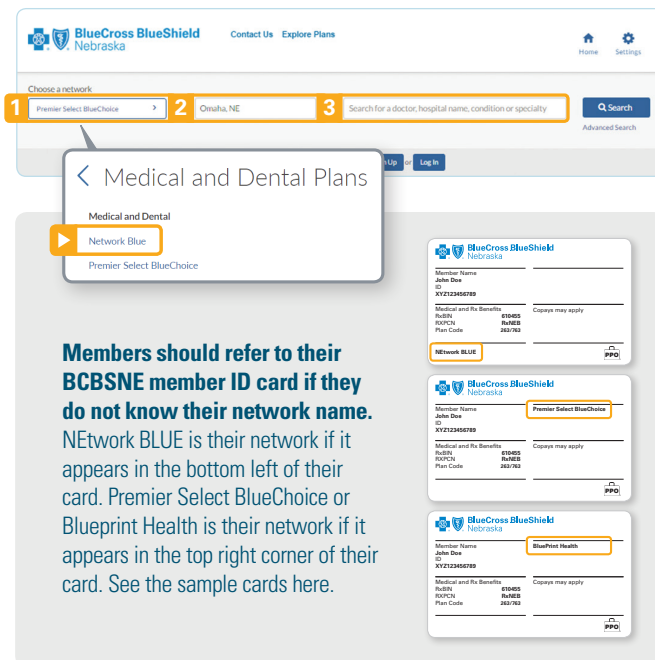 BlueCross BlueShield
Nebraska
Contact Us Explore Plans
Home Settings
Choose a network
1 Premier Select BlueChoice > 2 Omaha, NE 3 Search for a doctor, hospital name, condition or specialty Search
Advanced Search
Up or Log In
< Medical and Dental Plans
Medical and Dental
Network Blue
Premier Select BlueChoice
Members should refer to their
BCBSNE member ID card if they
do not know their network name.
NEtwork BLUE is their network if it
appears in the bottom left of their
card. Premier Select BlueChoice or
Blueprint Health is their network if it
appears in the top right corner of their
card. See the sample cards here.
BlueCross BlueShield
Nebraska
Member Name
John Doe
ID
XYZ123456789
Medical and Rx Benefits Copays may apply
RxBIN 610455
RXPCN RxNEB
Plan Code 263/763
NEtwork BLUE
PPO
BlueCross BlueShield
Nebraska
Member Name Premier Select BlueChoice
John Doe
ID
XYZ123456789
Medical and Rx Benefits Copays may apply
RxBIN 610455
RXPCN RxNEB
Plan Code 263/763
PPO
BlueCross BlueShield
Nebraska
Member Name BluePrint Health
John Doe
ID
XYZ123456789
Medical and Rx Benefits Copays may apply
RxBIN 610455
RXPCN RxNEB
Plan Code 263/763
PPO